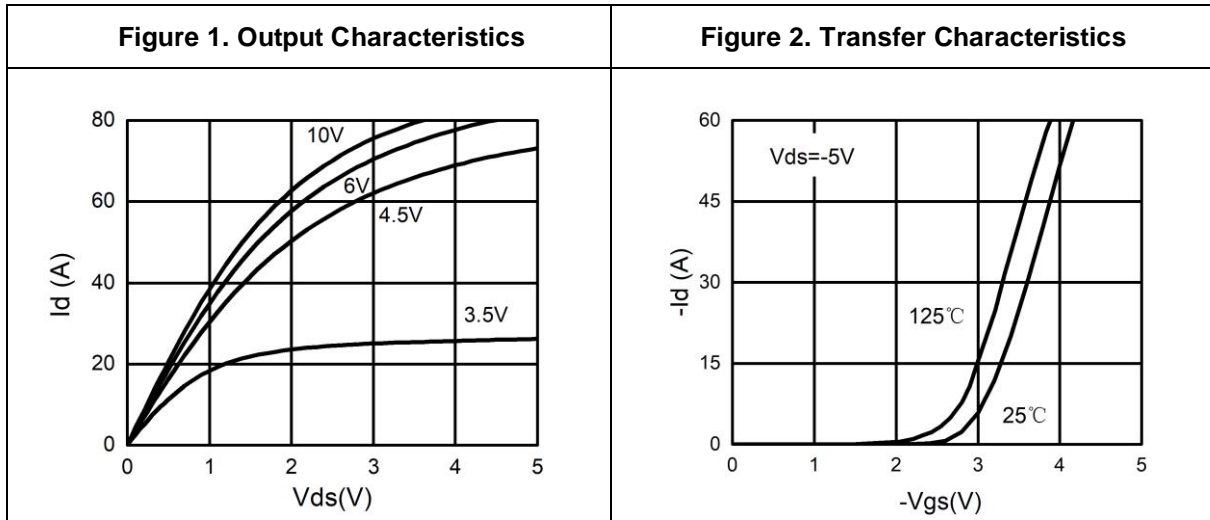 Figure 1. Output Characteristics
80
60
40
20
0
Id (A)
10V
6V
4.5V
3.5V
0 1 2 3 4 5
Vds(V)
Figure 2. Transfer Characteristics
60
45
30
15
0
-Id (A)
Vds=-5V
125℃
25℃
0 1 2 3 4 5
-Vgs(V)